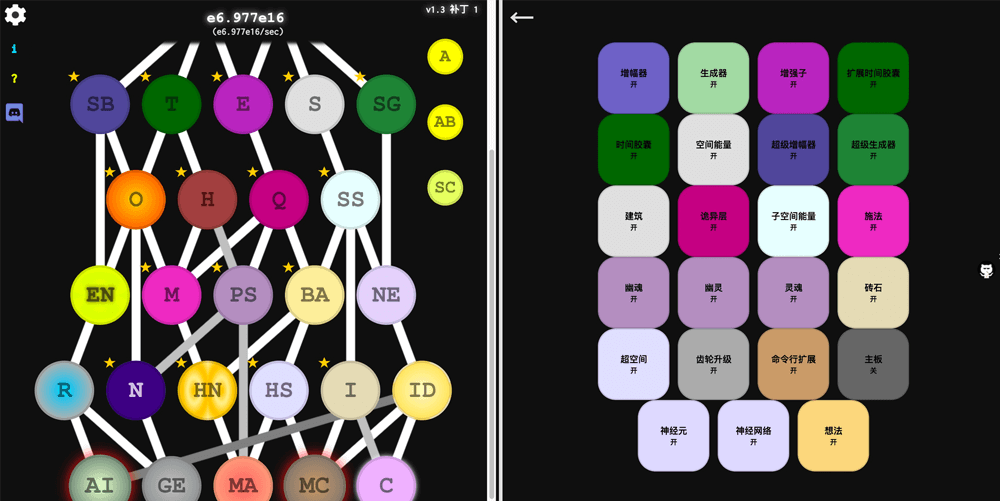 e6.977e16
(e6.977e16/sec)
v1.3 补丁 1
i
?
A
AB
SC
SB
T
E
S
SG
O
H
Q
SS
EN
M
PS
BA
NE
R
N
HN
HS
I
ID
AI
GE
MA
MC
C
增幅器
开
生成器
开
增强子
开
扩展时间胶囊
开
时间胶囊
开
空间能量
开
超级增幅器
开
超级生成器
开
建筑
开
诡异层
开
子空间能量
开
施法
开
幽魂
开
幽灵
开
灵魂
开
砖石
开
超空间
开
齿轮升级
开
命令行扩展
开
主板
关
神经元
开
神经网络
开
想法
开